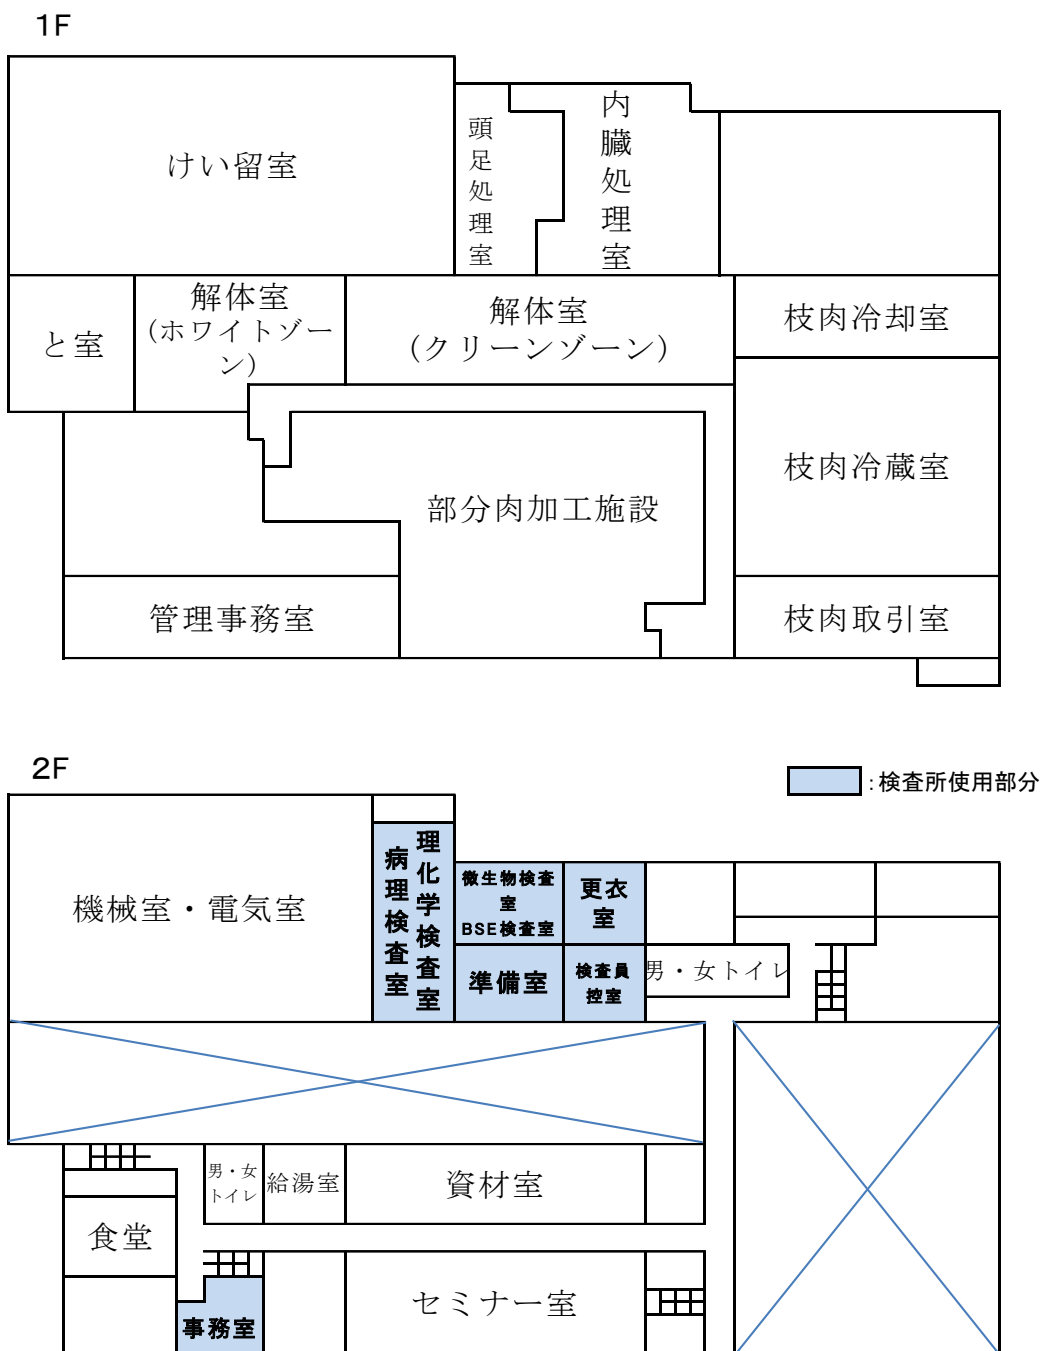 1F
けい留室
頭足処理室
内臓処理室
と室
解体室
(ホワイトゾー
ン)
解体室
(クリーンゾーン)
枝肉冷却室
枝肉冷蔵室
部分肉加工施設
管理事務室
枝肉取引室
2F
:検査所使用部分
機械室・電気室
理化学検査室
病理検査室
微生物検査
室
BSE検査室
更衣
室
準備室
検査員
控室
男・女トイレ
男・女
トイレ
給湯室
資材室
食堂
セミナー室
事務室